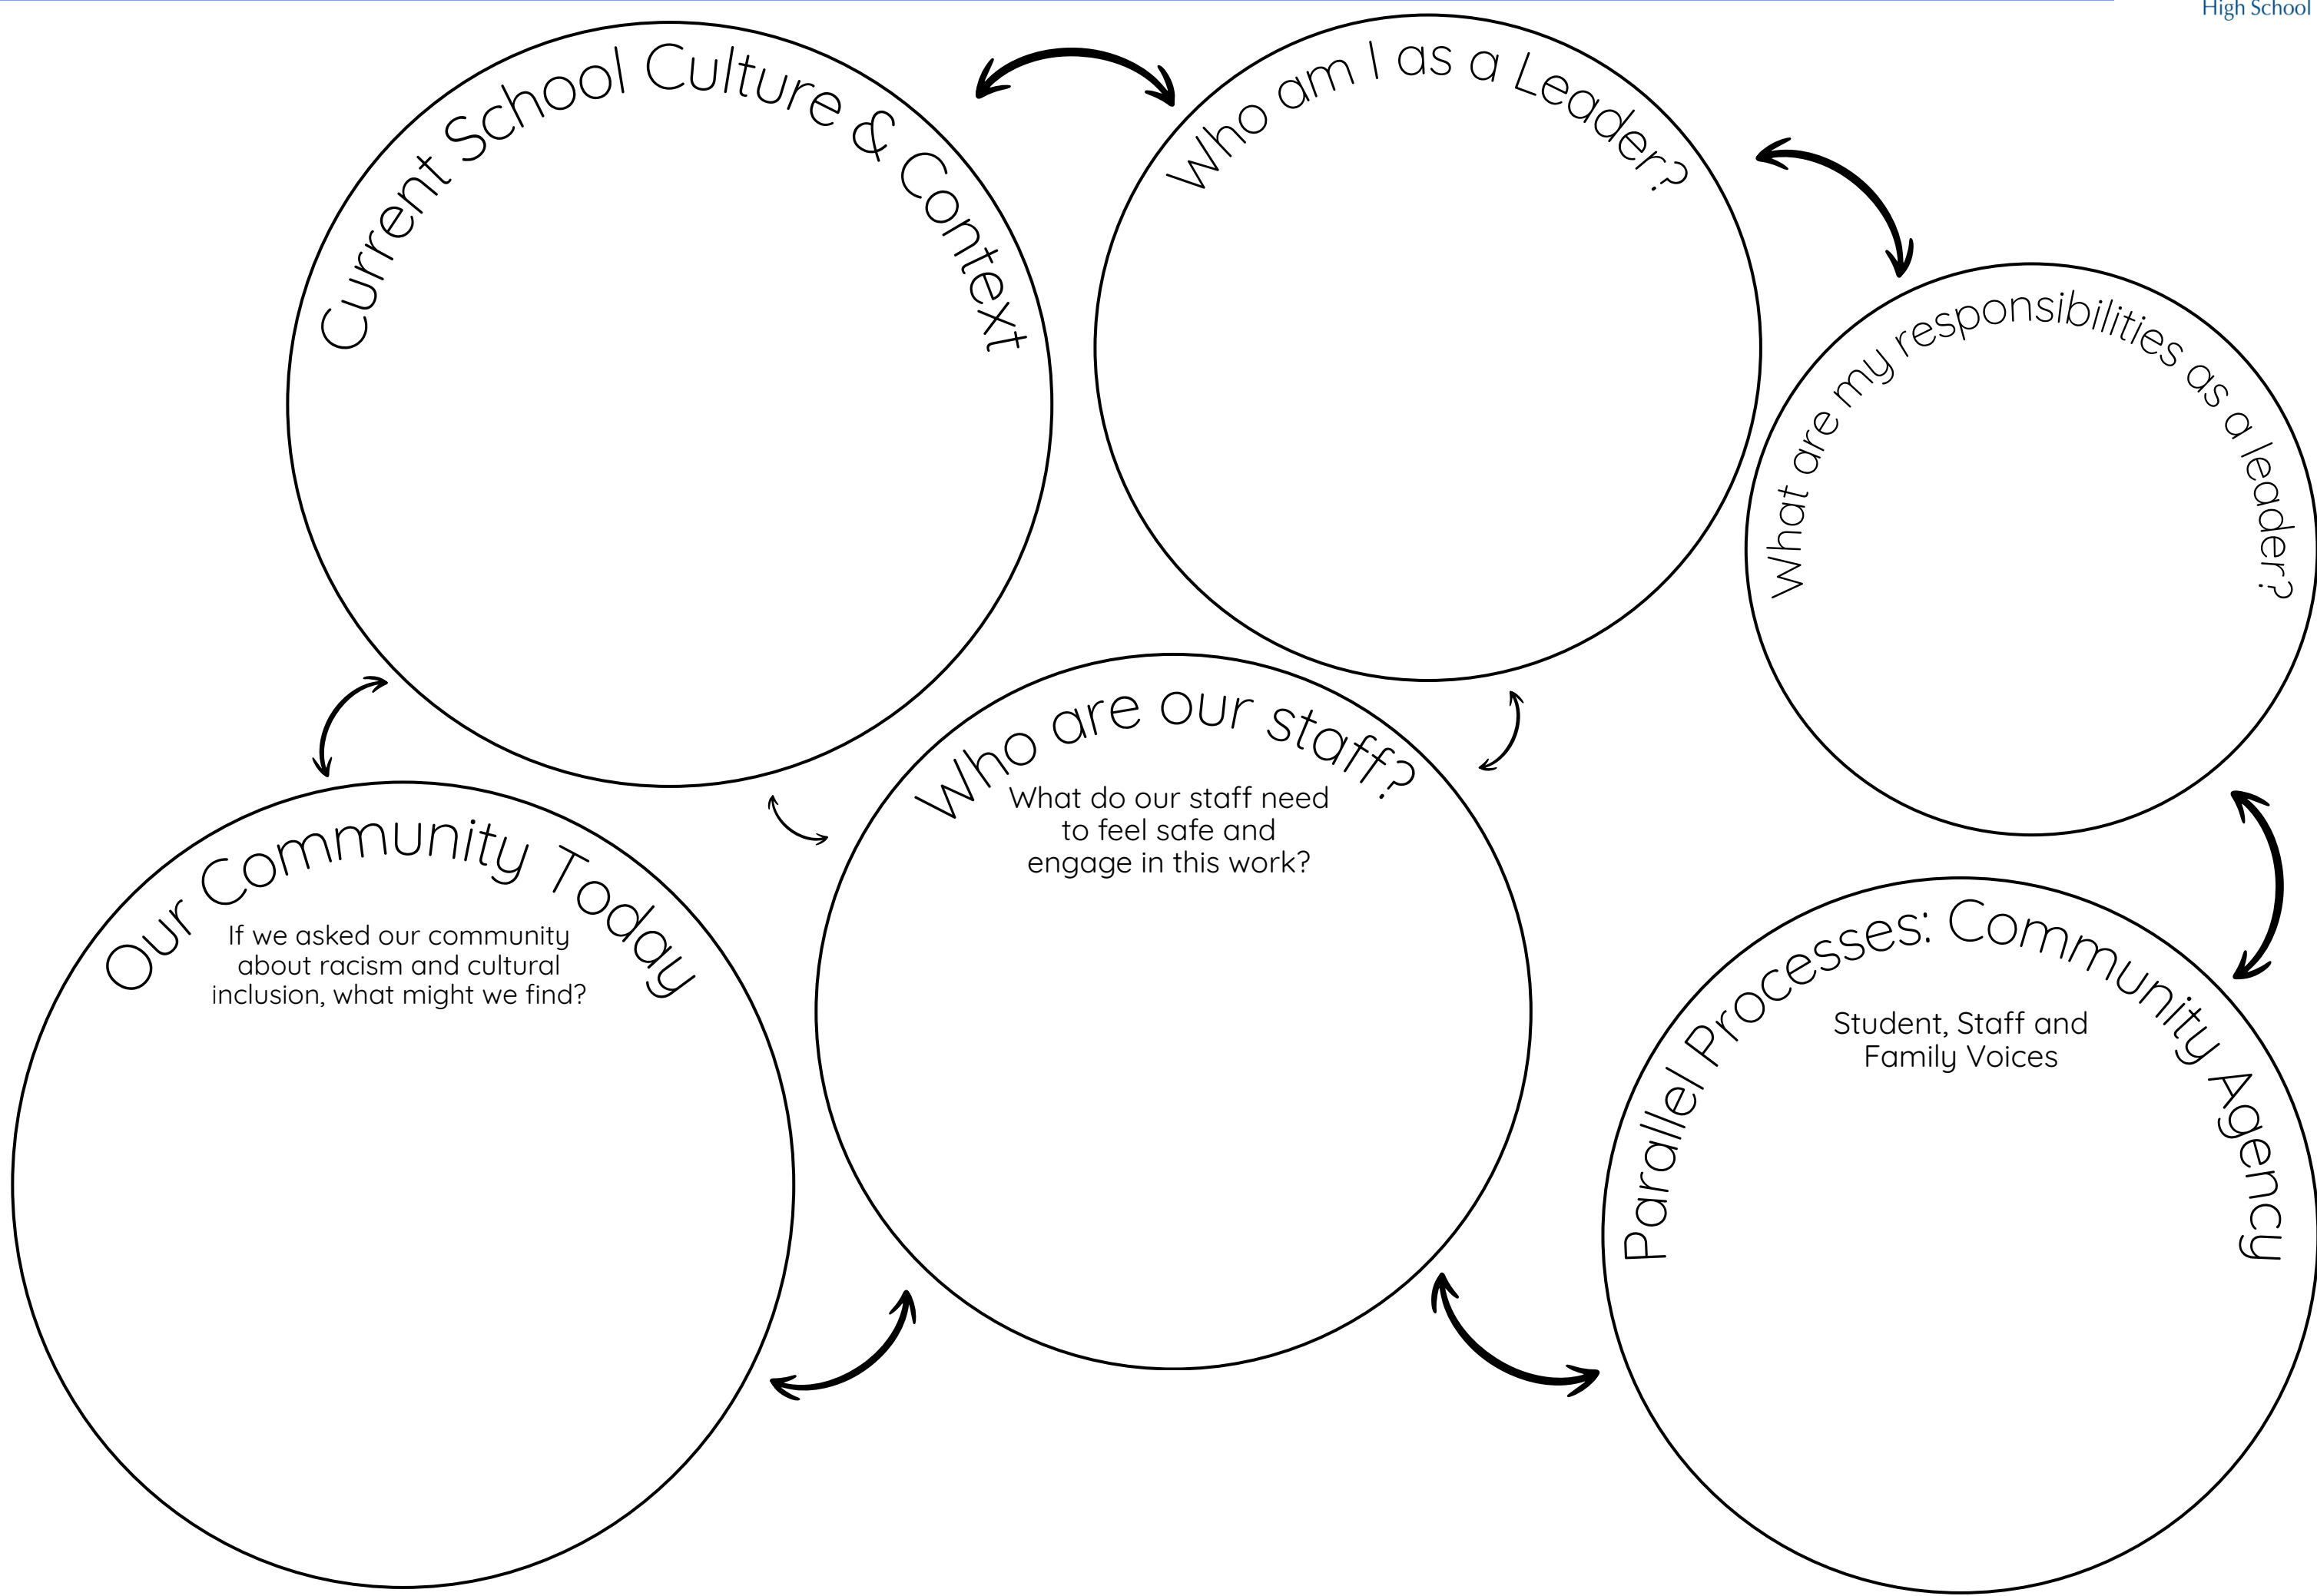 High School
Current School Culture & Context
Who am I as a Leader?
What are my responsibilities as a leader?
Who are our staff?
What do our staff need
to feel safe and
engage in this work?
Our Community Today
If we asked our community
about racism and cultural
inclusion, what might we find?
Parallel Processes: Community Agency
Student, Staff and
Family Voices